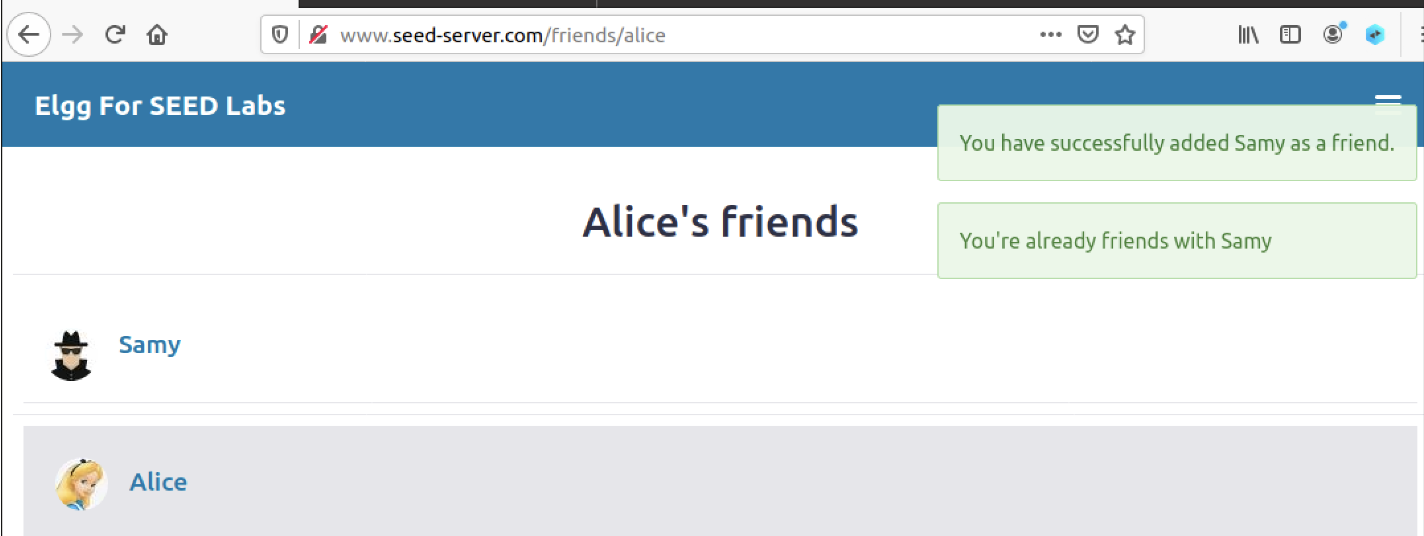 www.seed-server.com/friends/alice
Elgg For SEED Labs
You have successfully added Samy as a friend.
Alice's friends
You're already friends with Samy
Samy
Alice